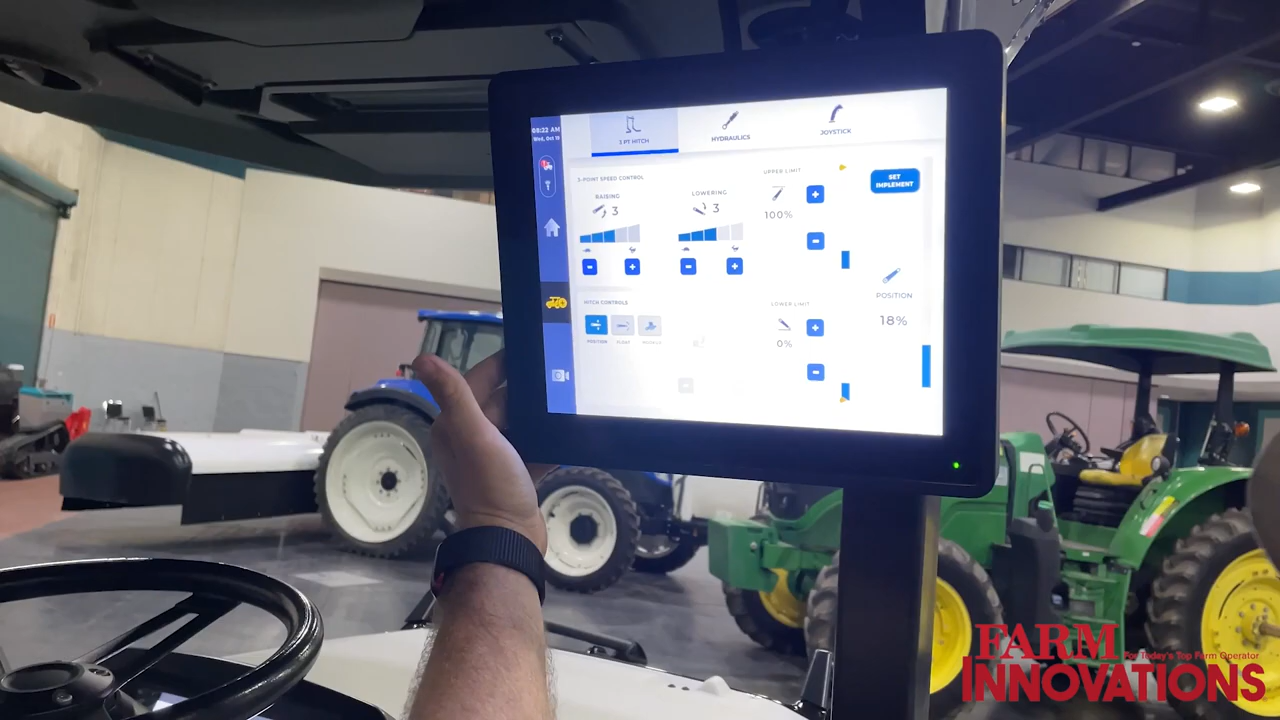 08:22 AM
Wed, Oct 19
3 PT HITCH
HYDRAULICS
JOYSTICK
3-POINT SPEED CONTROL
RAISING
3
LOWERING
3
UPPER LIMIT
100%
SET
IMPLEMENT
POSITION
18%
HITCH CONTROLS
POSITION
FLOAT
LOWER LIMIT
0%
FARM
For Today's Top Farm Operator
INNOVATIONS